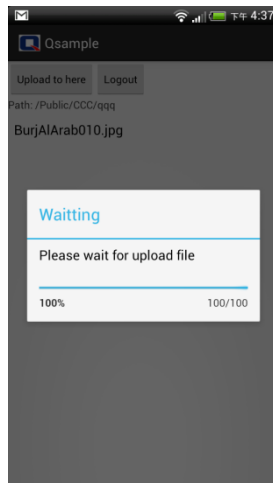 下午 4:37
Qsample
Upload to here
Logout
Path: /Public/CCC/qqq
BurjAlArab010.jpg
Waitting
Please wait for upload file
100%
100/100